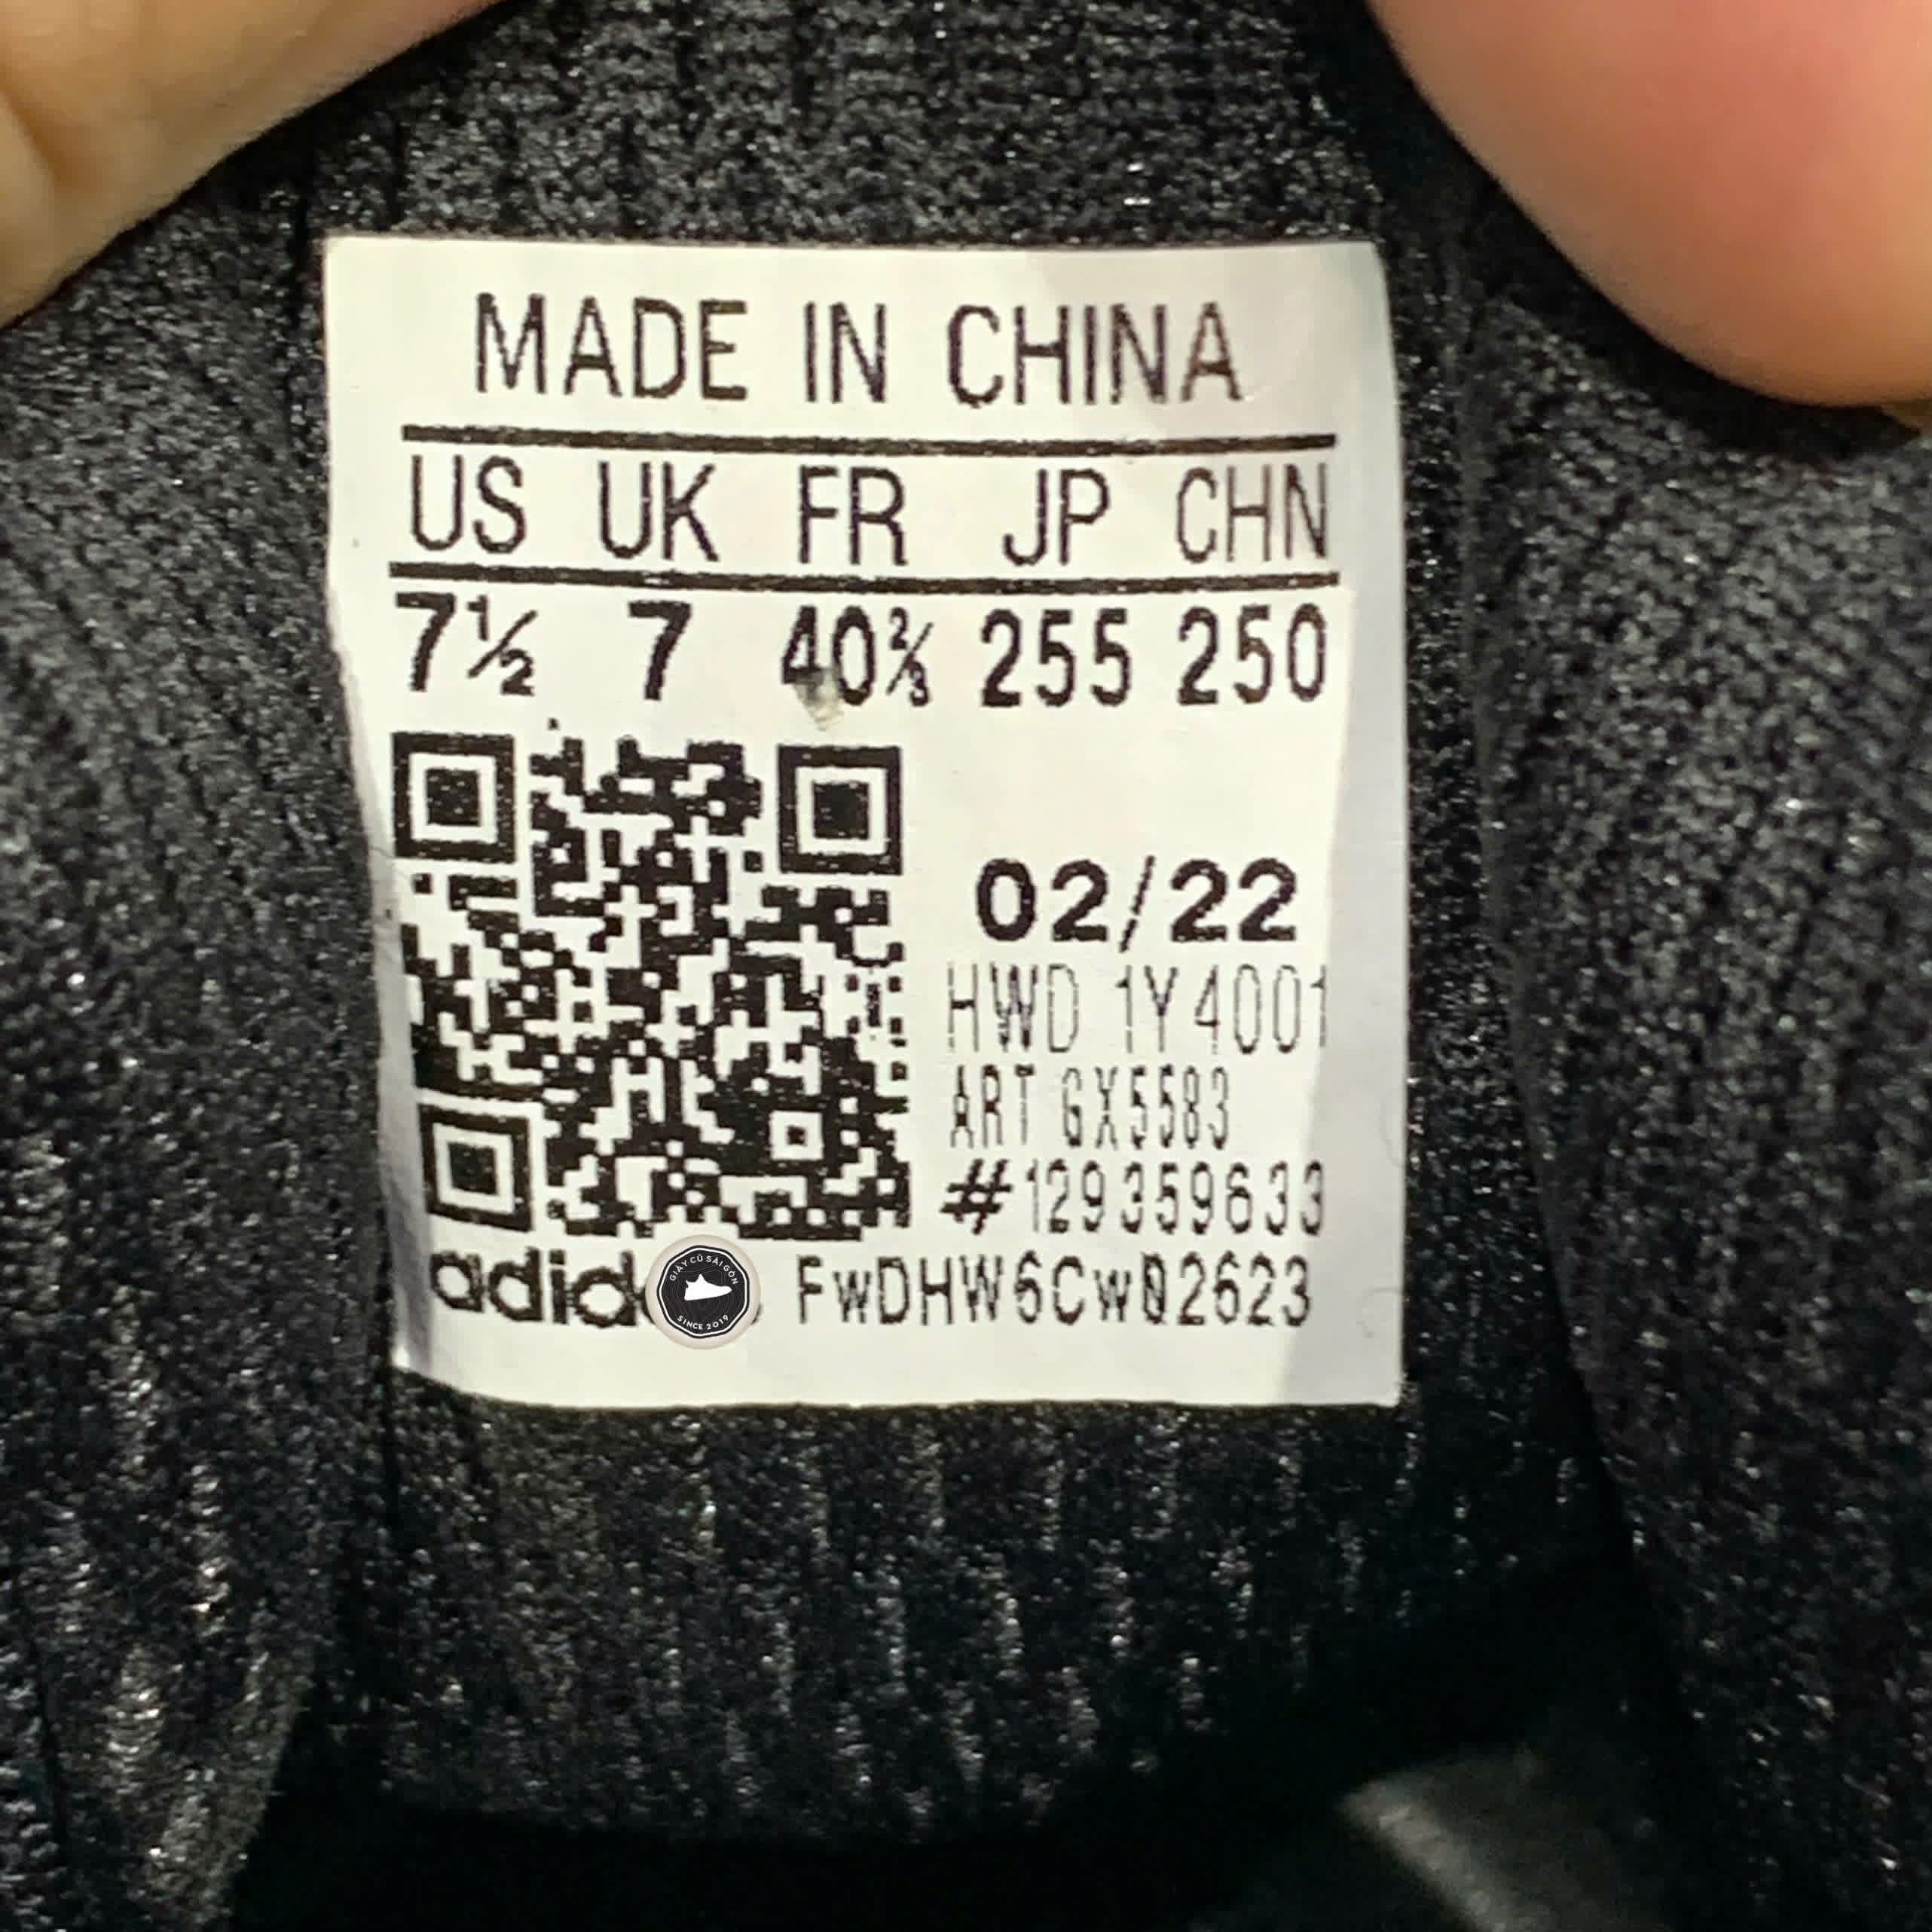 MADE IN CHINA
US UK FR JP CHN
7½ 7 40⅔ 255 250
02/22
HWD 1Y4001
ART GX5583
#129359633
FwDHW6Cw02623
GIÀY CŨ SÀI GÒN
SINCE 2019